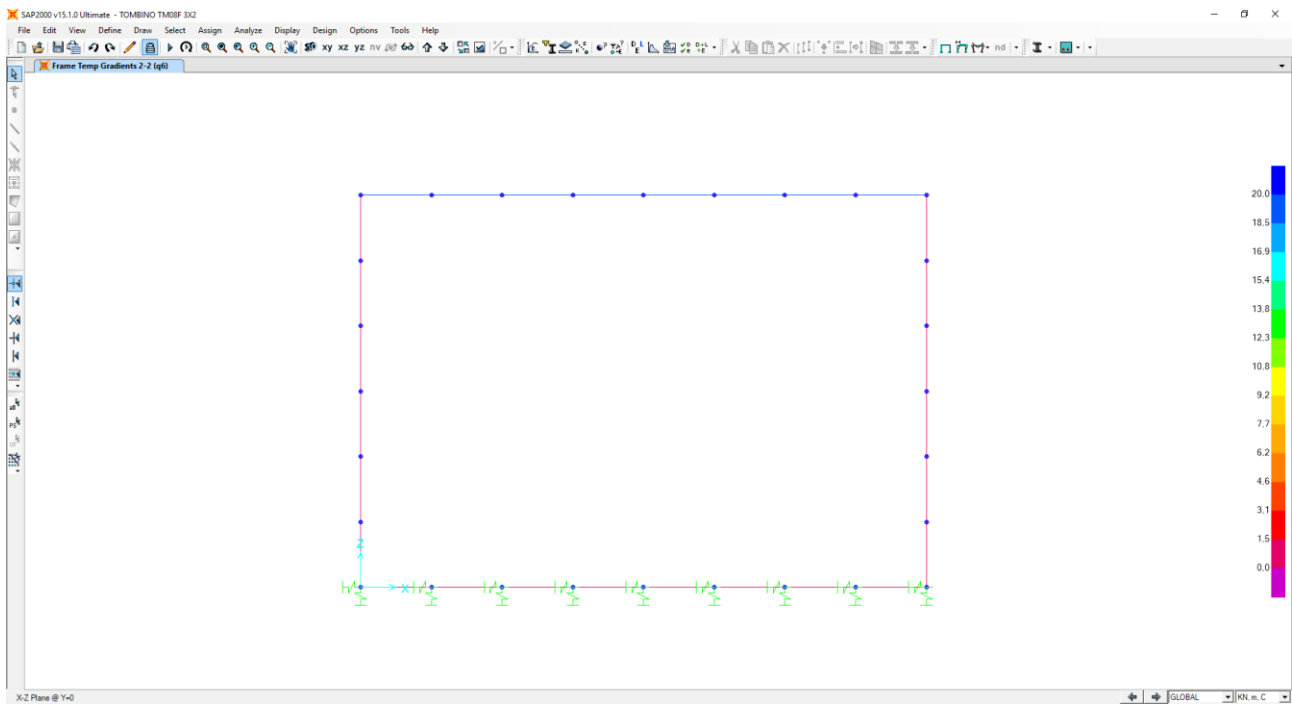 SAP2000 v15.1.0 Ultimate - TOMBINO TM08F 3X2
File Edit View Define Draw Select Assign Analyze Display Design Options Tools Help
xy xz yz nv nd
Frame Temp Gradients 2-2 (q6)
20.0
18.5
16.9
15.4
13.8
12.3
10.8
9.2
7.7
6.2
4.6
3.1
1.5
0.0
all
PS
Z
X
X-Z Plane @ Y=0
GLOBAL
KN, m, C